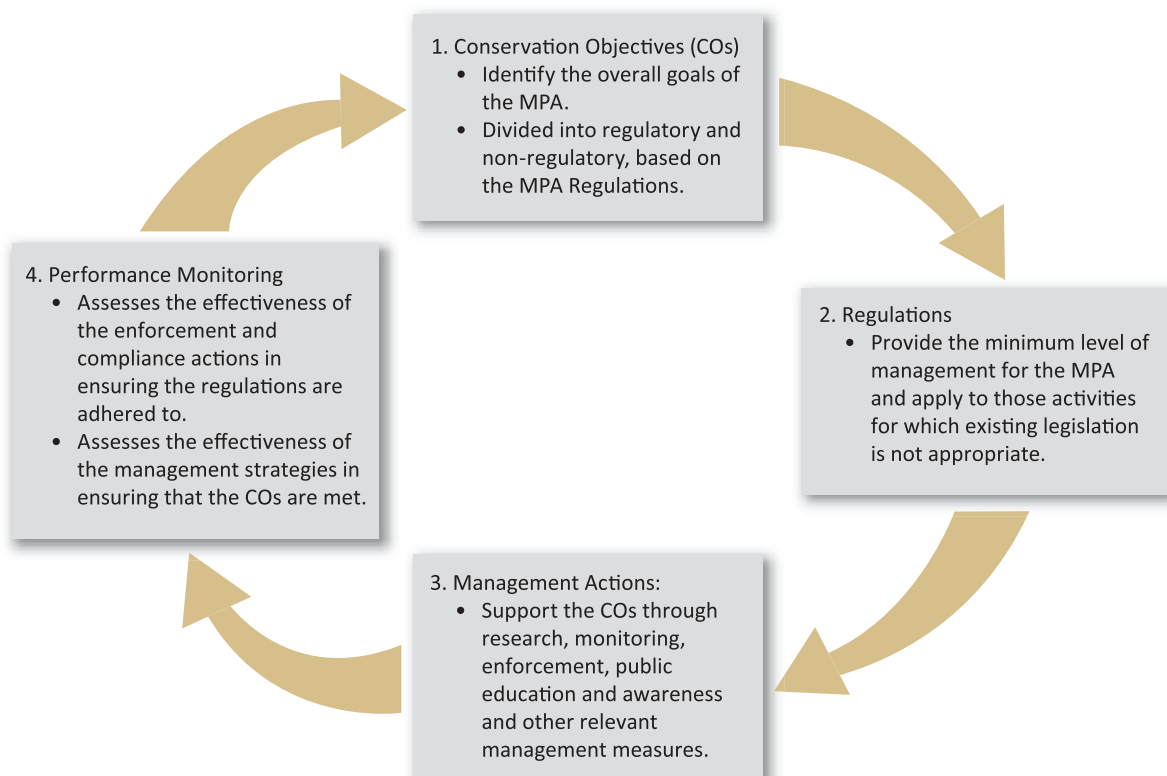 1. Conservation Objectives (COs)
• Identify the overall goals of
the MPA.
• Divided into regulatory and
non-regulatory, based on
the MPA Regulations.
2. Regulations
• Provide the minimum level of
management for the MPA
and apply to those activities
for which existing legislation
is not appropriate.
3. Management Actions:
• Support the COs through
research, monitoring,
enforcement, public
education and awareness
and other relevant
management measures.
4. Performance Monitoring
• Assesses the effectiveness of
the enforcement and
compliance actions in
ensuring the regulations are
adhered to.
• Assesses the effectiveness of
the management strategies in
ensuring that the COs are met.